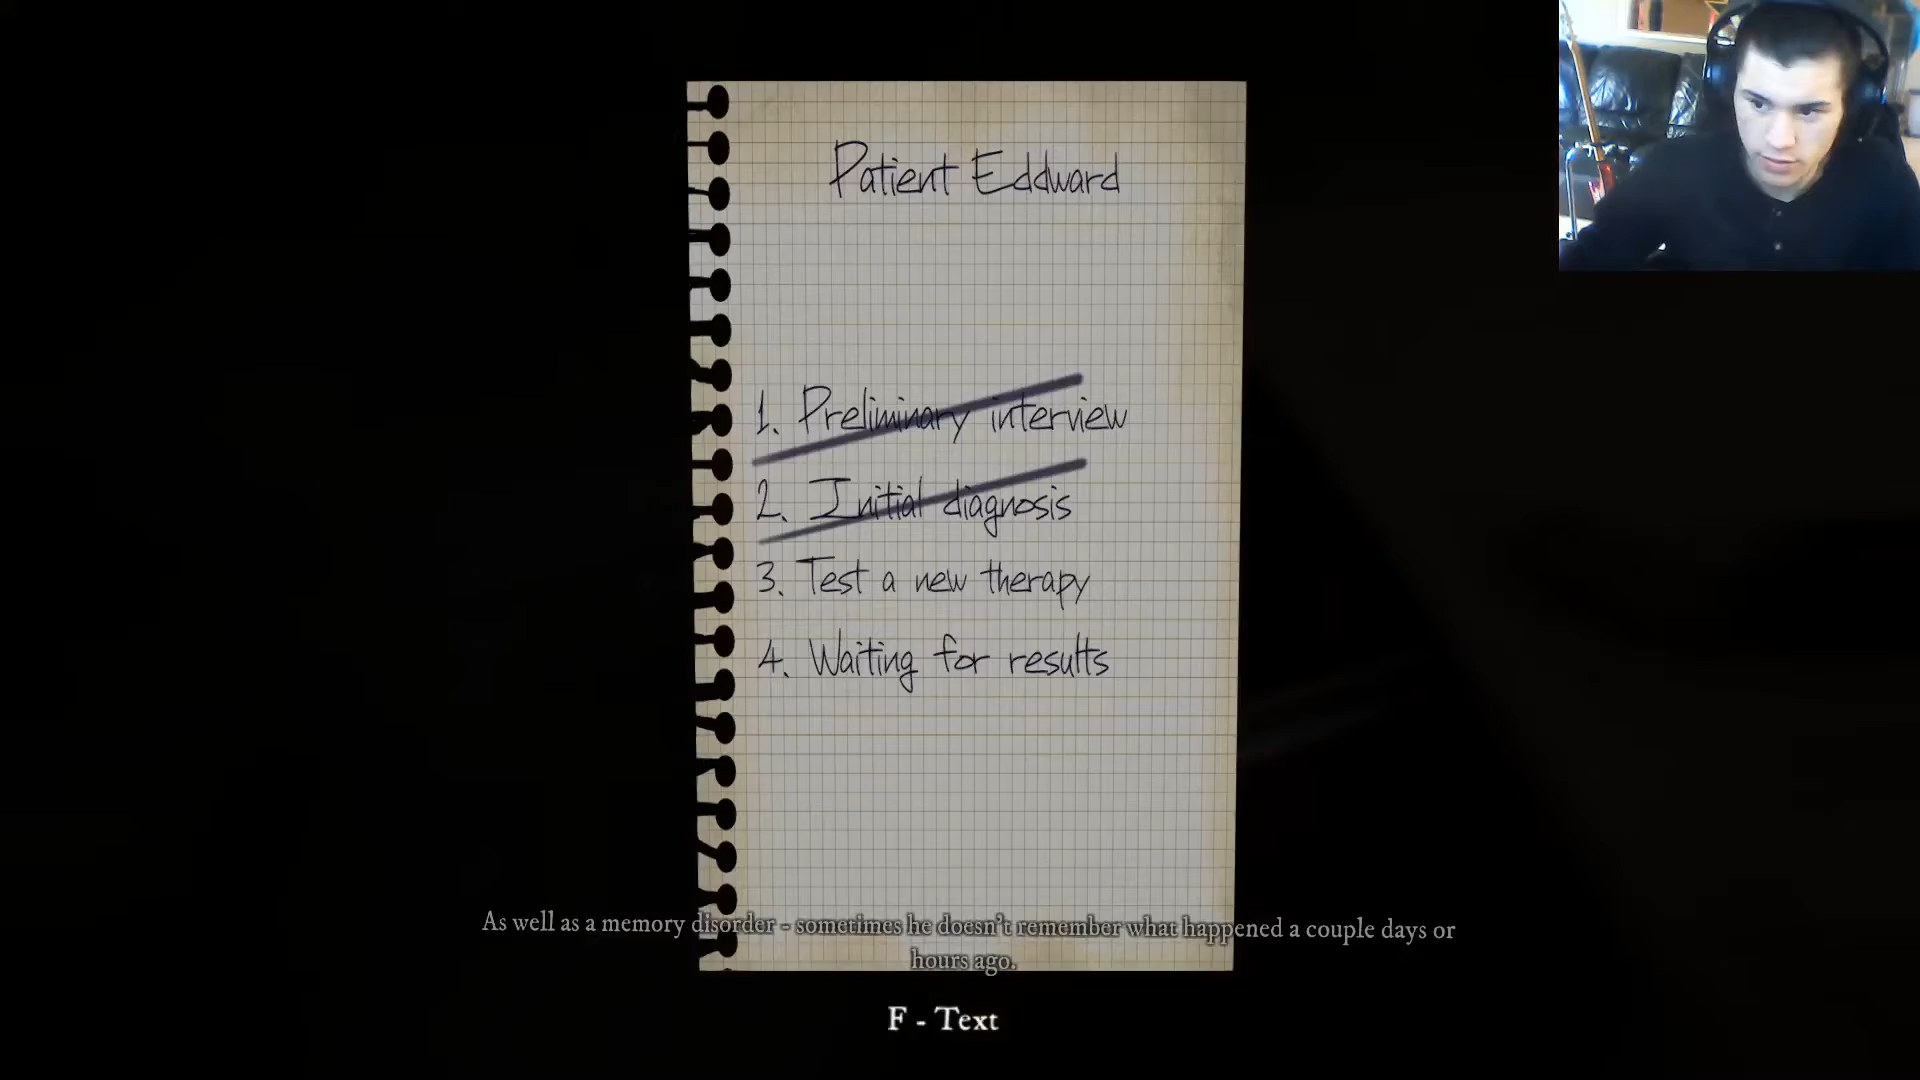 Patient Eddward
1. Preliminary interview
2. Initial diagnosis
3. Test a new therapy
4. Waiting for results
As well as a memory disorder - sometimes he doesn't remember what happened a couple days or
hours ago.
F - Text